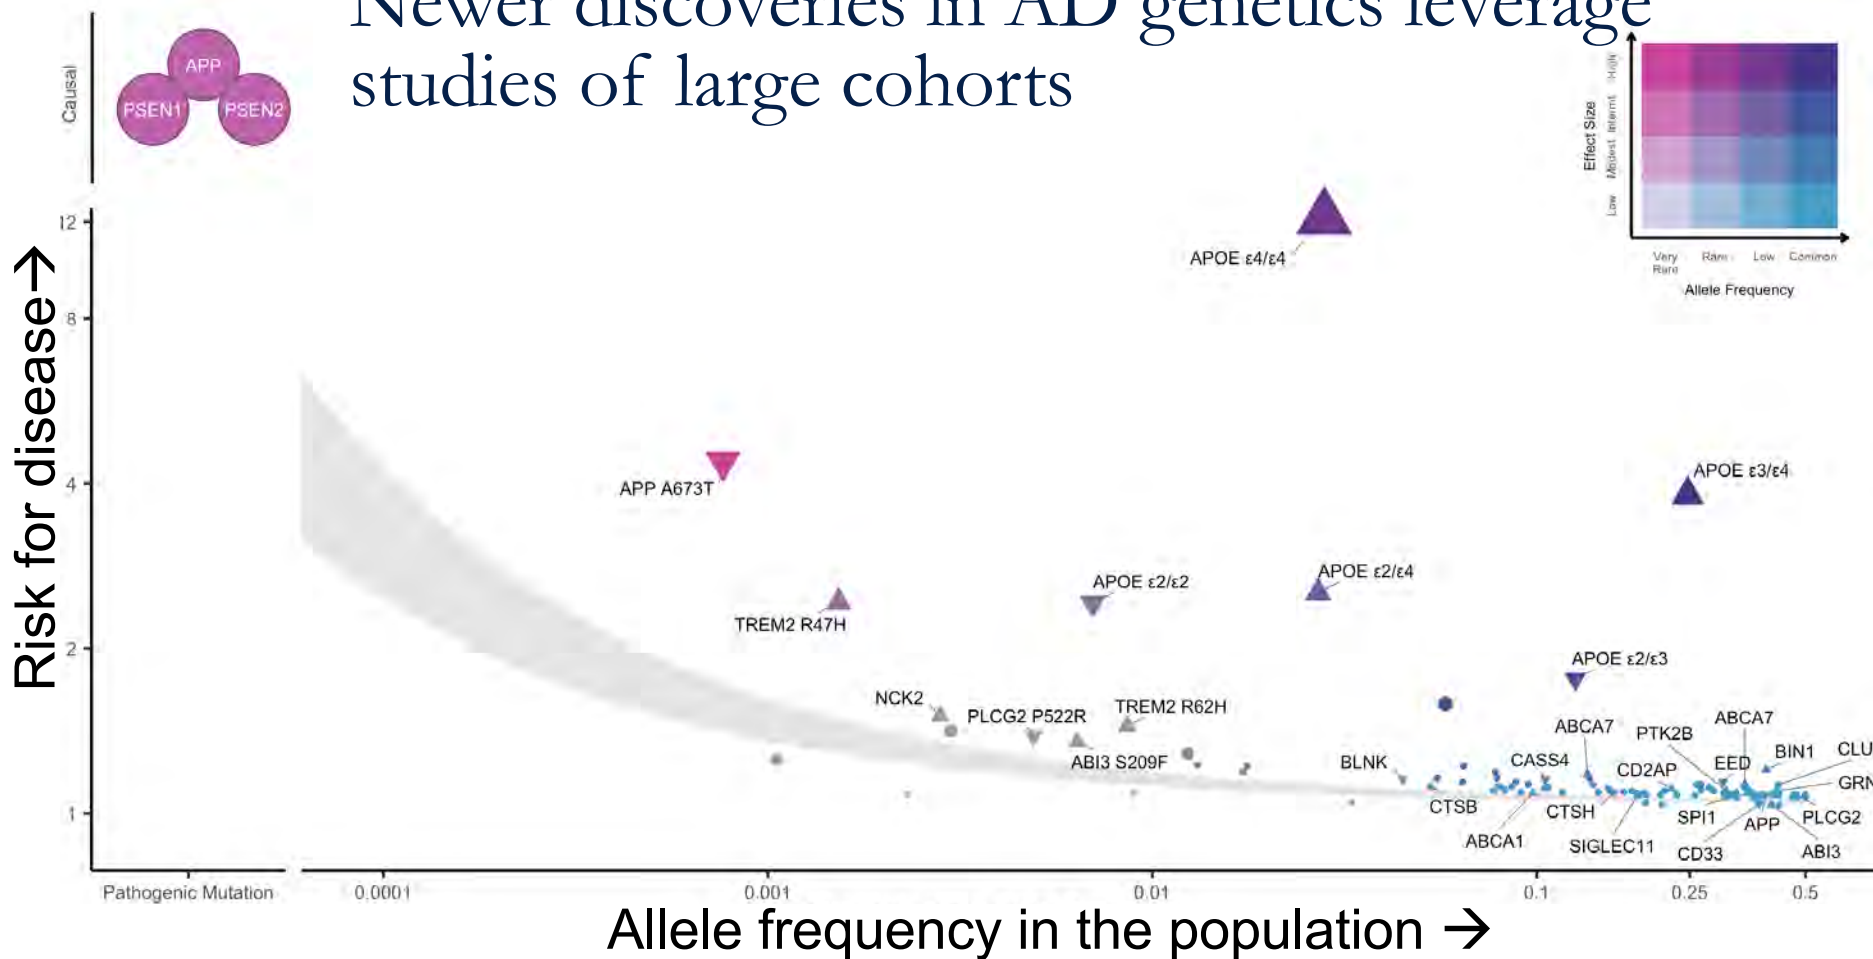 Newer discoveries in AD genetics leverage
studies of large cohorts
Causal
APP
PSEN1
PSEN2
Effect Size
High
Intermt
Modest
Low
Very
Rare
Rare
Low
Common
Allele Frequency
Risk for disease→
12
8
4
2
1
APOE ε4/ε4
APP A673T
APOE ε3/ε4
TREM2 R47H
APOE ε2/ε2
APOE ε2/ε4
APOE ε2/ε3
NCK2
PLCG2 P522R
TREM2 R62H
ABI3 S209F
BLNK
CASS4
ABCA7
PTK2B
ABCA7
CD2AP
EED
BIN1
CLU
GRN
CTSB
ABCA1
CTSH
SIGLEC11
SPI1
CD33
APP
PLCG2
ABI3
Pathogenic Mutation
0.0001
0.001
0.01
0.1
0.25
0.5
Allele frequency in the population →